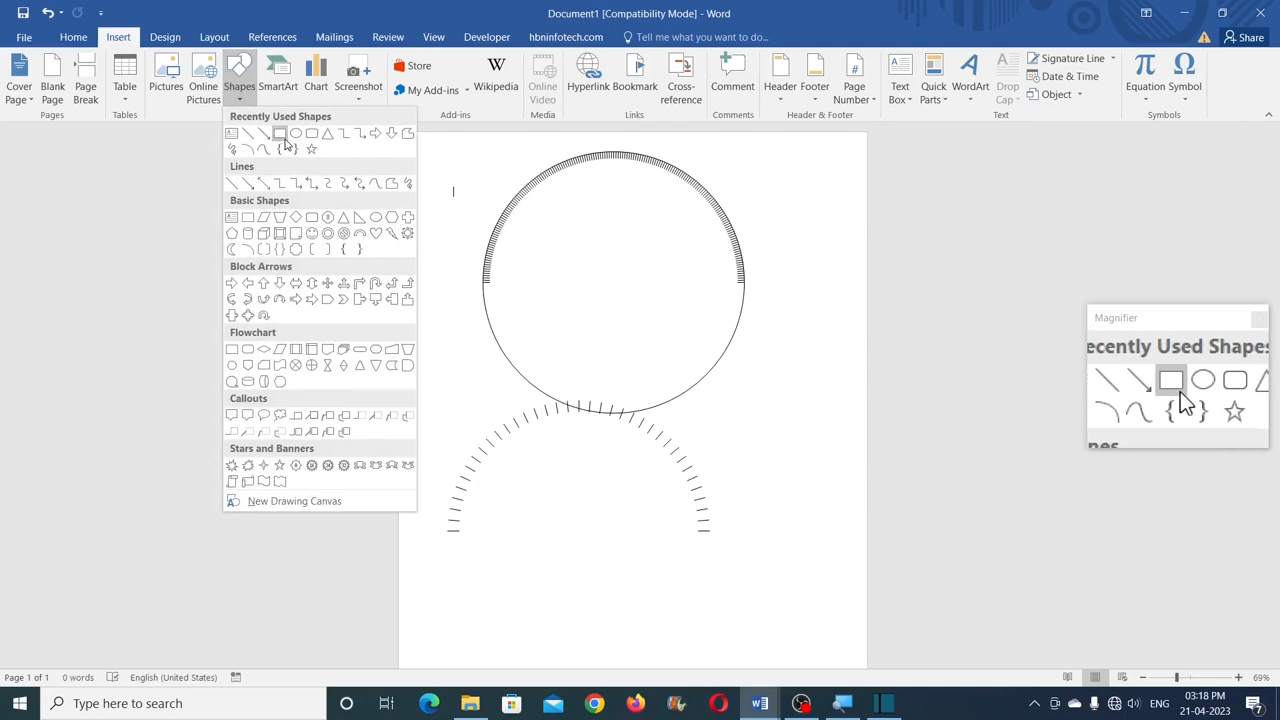 Document1 [Compatibility Mode] - Word
File Home Insert Design Layout References Mailings Review View Developer hbninfotech.com Tell me what you want to do... Share
Cover Page Blank Page Page Break Table Pictures Online Pictures Shapes SmartArt Chart Screenshot Store My Add-ins Wikipedia Online Video Hyperlink Bookmark Cross-reference Comment Header Footer Page Number Text Box Quick Parts WordArt Drop Cap Signature Line Date & Time Object Equation Symbol
Pages Tables Add-ins Media Links Comments Header & Footer Text Symbols
Recently Used Shapes
Lines
Basic Shapes
Block Arrows
Flowchart
Callouts
Stars and Banners
New Drawing Canvas
Magnifier
ecently Used Shapes
Page 1 of 1 0 words English (United States) 69%
Type here to search
ENG
IN
03:18 PM
21-04-2023
7